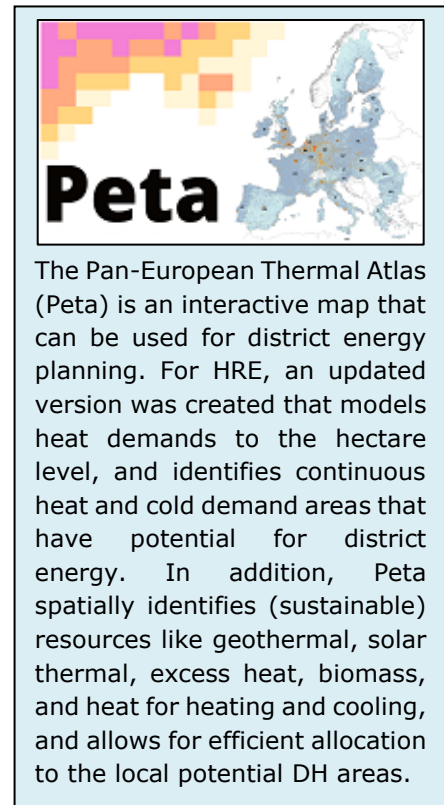 Peta
The Pan-European Thermal Atlas
(Peta) is an interactive map that
can be used for district energy
planning. For HRE, an updated
version was created that models
heat demands to the hectare
level, and identifies continuous
heat and cold demand areas that
have potential for district
energy. In addition, Peta
spatially identifies (sustainable)
resources like geothermal, solar
thermal, excess heat, biomass,
and heat for heating and cooling,
and allows for efficient allocation
to the local potential DH areas.